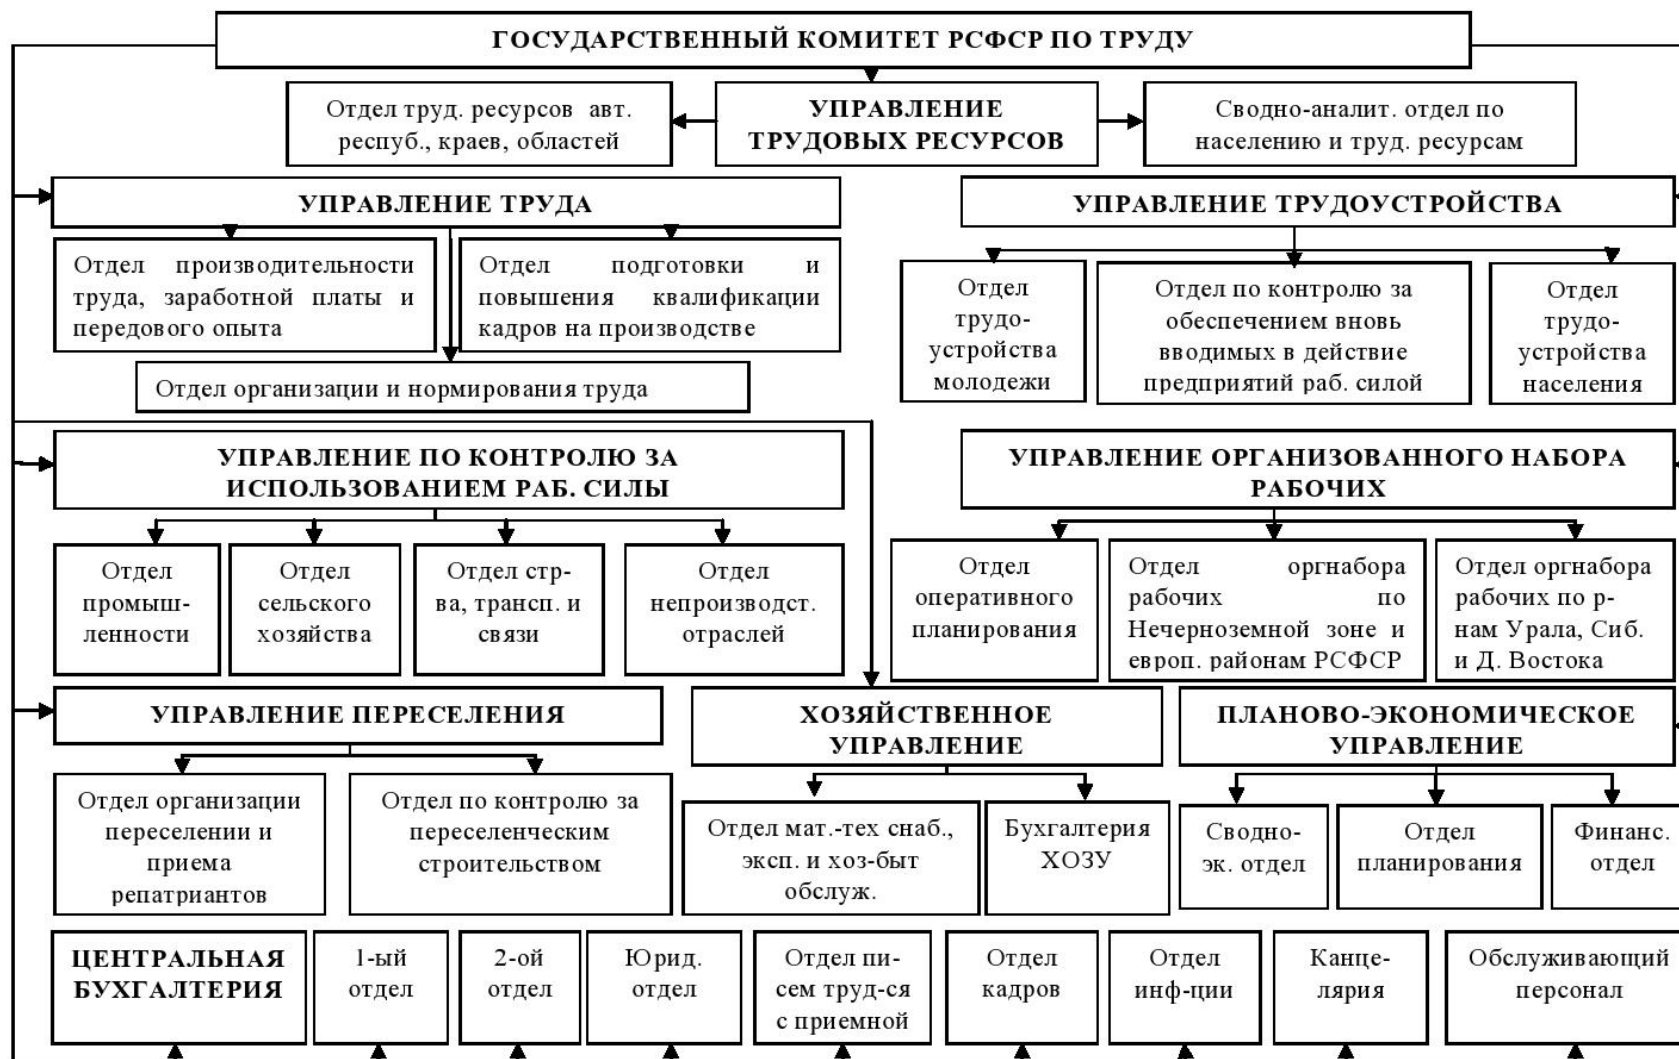 ГОСУДАРСТВЕННЫЙ КОМИТЕТ РСФСР ПО ТРУДУ
Отдел труд. ресурсов авт.
респуб., краев, областей
УПРАВЛЕНИЕ
ТРУДОВЫХ РЕСУРСОВ
Сводно-аналит. отдел по
населению и труд. ресурсам
УПРАВЛЕНИЕ ТРУДА
УПРАВЛЕНИЕ ТРУДОУСТРОЙСТВА
Отдел производительности
труда, заработной платы и
передового опыта
Отдел подготовки и
повышения квалификации
кадров на производстве
Отдел организации и нормирования труда
Отдел
трудо-
устройства
молодежи
Отдел по контролю за
обеспечением вновь
вводимых в действие
предприятий раб. силой
Отдел
трудо-
устройства
населения
УПРАВЛЕНИЕ ПО КОНТРОЛЮ ЗА
ИСПОЛЬЗОВАНИЕМ РАБ. СИЛЫ
УПРАВЛЕНИЕ ОРГАНИЗОВАННОГО НАБОРА
РАБОЧИХ
Отдел
промыш-
ленности
Отдел
сельского
хозяйства
Отдел стр-
ва, трансп. и
связи
Отдел
непроизводст.
отраслей
Отдел
оперативного
планирования
Отдел оргнабора
рабочих по
Нечерноземной зоне и
европ. районам РСФСР
Отдел оргнабора
рабочих по р-
нам Урала, Сиб.
и Д. Востока
УПРАВЛЕНИЕ ПЕРЕСЕЛЕНИЯ
ХОЗЯЙСТВЕННОЕ
УПРАВЛЕНИЕ
ПЛАНОВО-ЭКОНОМИЧЕСКОЕ
УПРАВЛЕНИЕ
Отдел организации
переселении и
приема
репатриантов
Отдел по контролю за
переселенческим
строительством
Отдел мат.-тех снаб.,
эксп. и хоз-быт
обслуж.
Бухгалтерия
ХОЗУ
Сводно-
эк. отдел
Отдел
планирования
Финанс.
отдел
ЦЕНТРАЛЬНАЯ
БУХГАЛТЕРИЯ
1-ый
отдел
2-ой
отдел
Юрид.
отдел
Отдел пи-
сем труд-ся
с приемной
Отдел
кадров
Отдел
инф-ции
Канце-
лярия
Обслуживающий
персонал